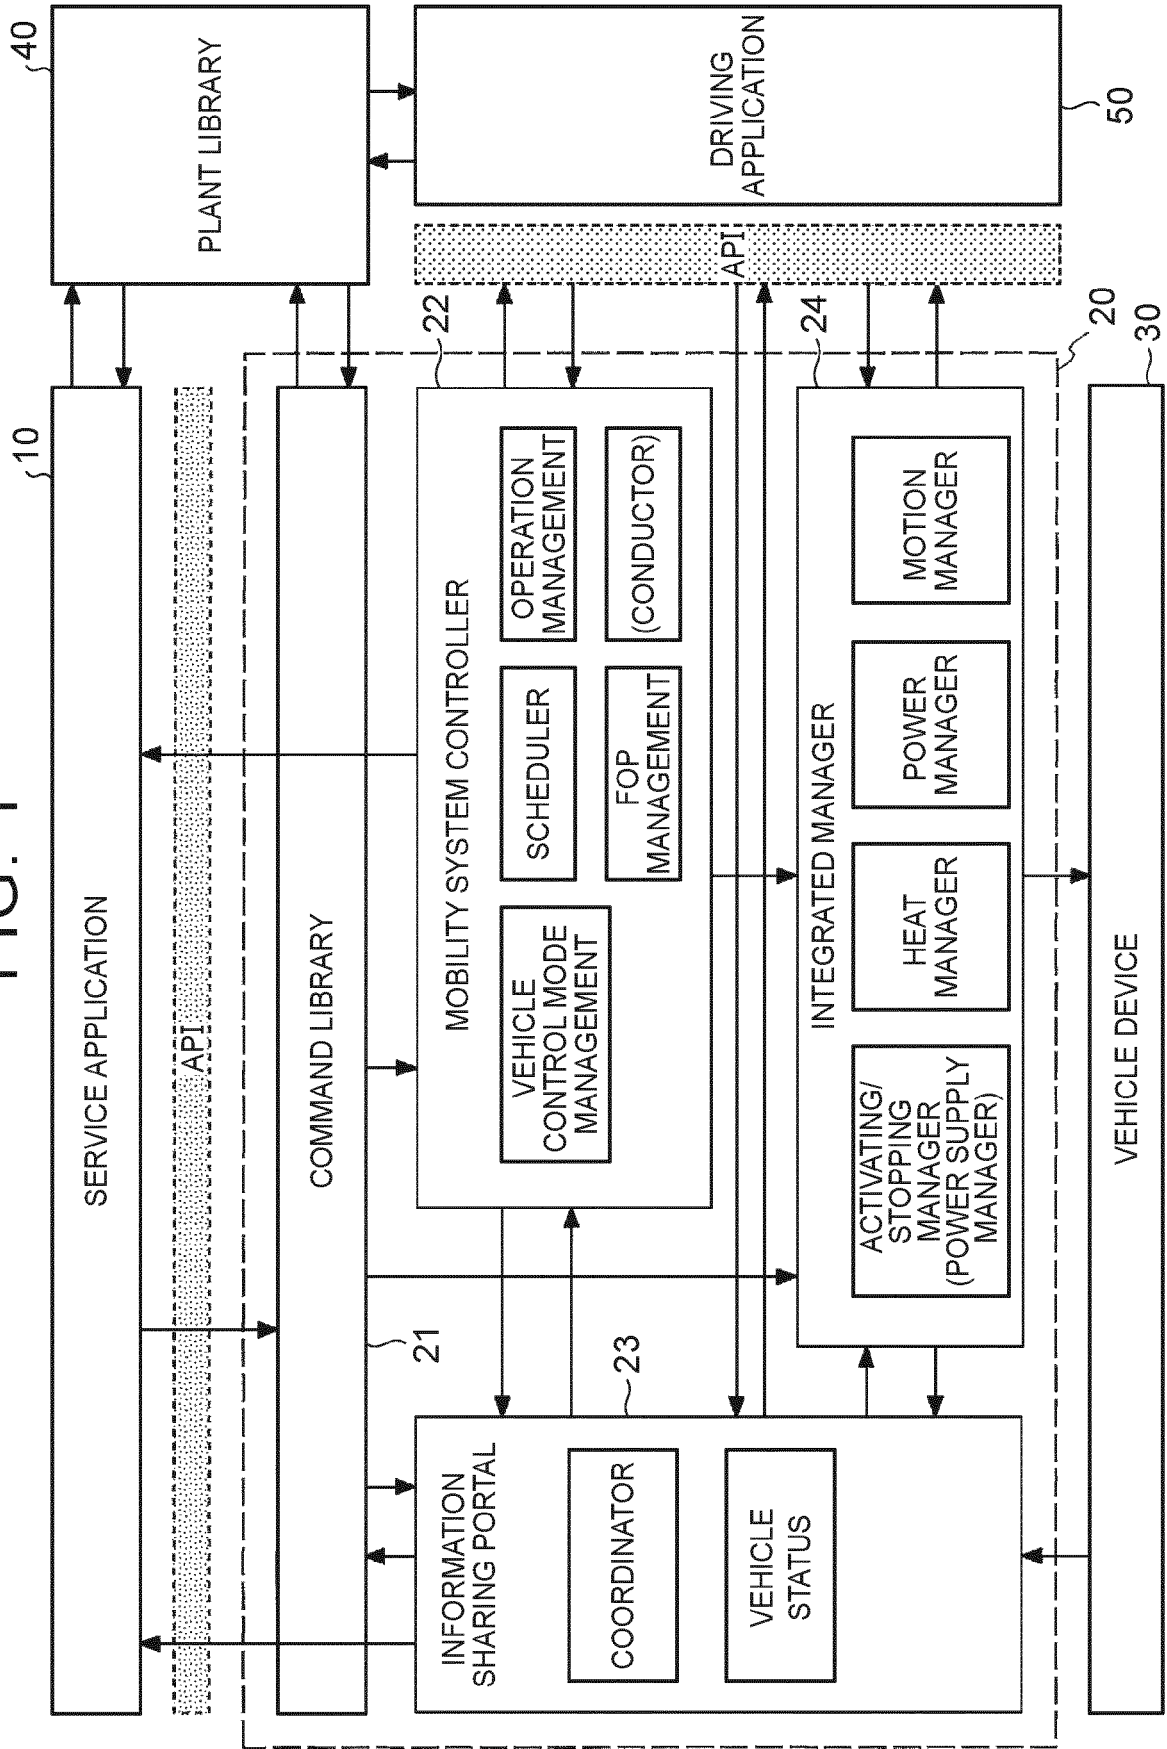 10
40
SERVICE APPLICATION
PLANT LIBRARY
API
COMMAND LIBRARY
21
22
INFORMATION
SHARING PORTAL
COORDINATOR
VEHICLE
STATUS
23
MOBILITY SYSTEM CONTROLLER
VEHICLE
CONTROL MODE
MANAGEMENT
SCHEDULER
OPERATION
MANAGEMENT
FOP
MANAGEMENT
(CONDUCTOR)
API
DRIVING
APPLICATION
24
INTEGRATED MANAGER
ACTIVATING/
STOPPING
MANAGER
(POWER SUPPLY
MANAGER)
HEAT
MANAGER
POWER
MANAGER
MOTION
MANAGER
20
50
VEHICLE DEVICE
30